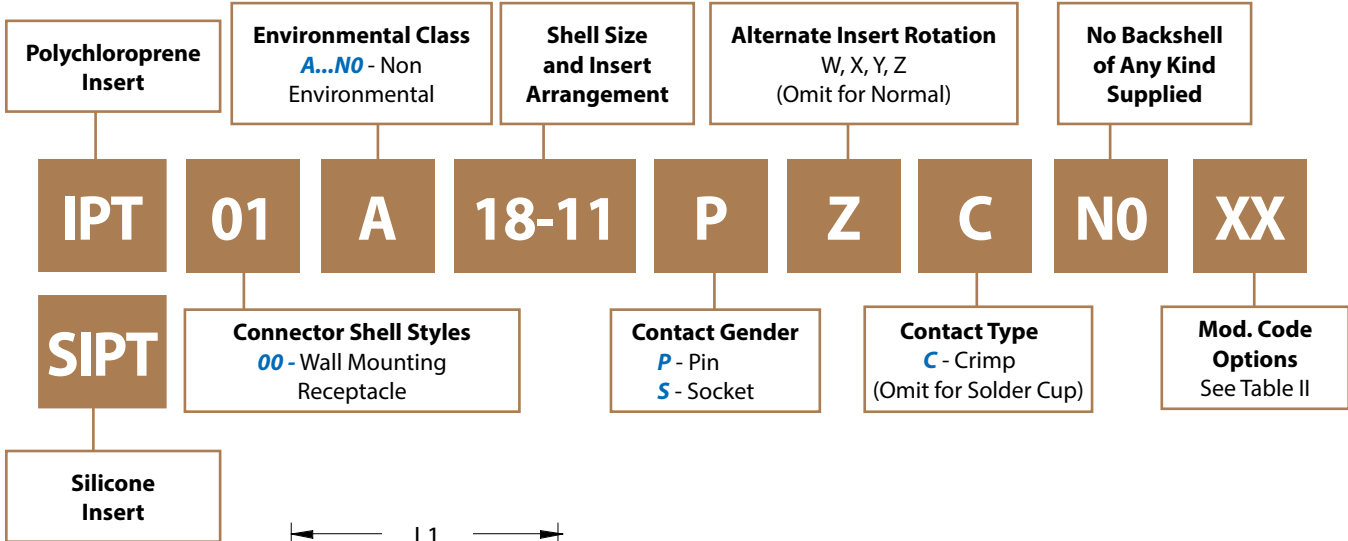 Polychloroprene
Insert
Environmental Class
A...N0 - Non
Environmental
Shell Size
and Insert
Arrangement
Alternate Insert Rotation
W, X, Y, Z
(Omit for Normal)
No Backshell
of Any Kind
Supplied
IPT 01 A 18-11 P Z C N0 XX
SIPT
Connector Shell Styles
00 - Wall Mounting
Receptacle
Contact Gender
P - Pin
S - Socket
Contact Type
C - Crimp
(Omit for Solder Cup)
Mod. Code
Options
See Table II
Silicone
Insert
L1